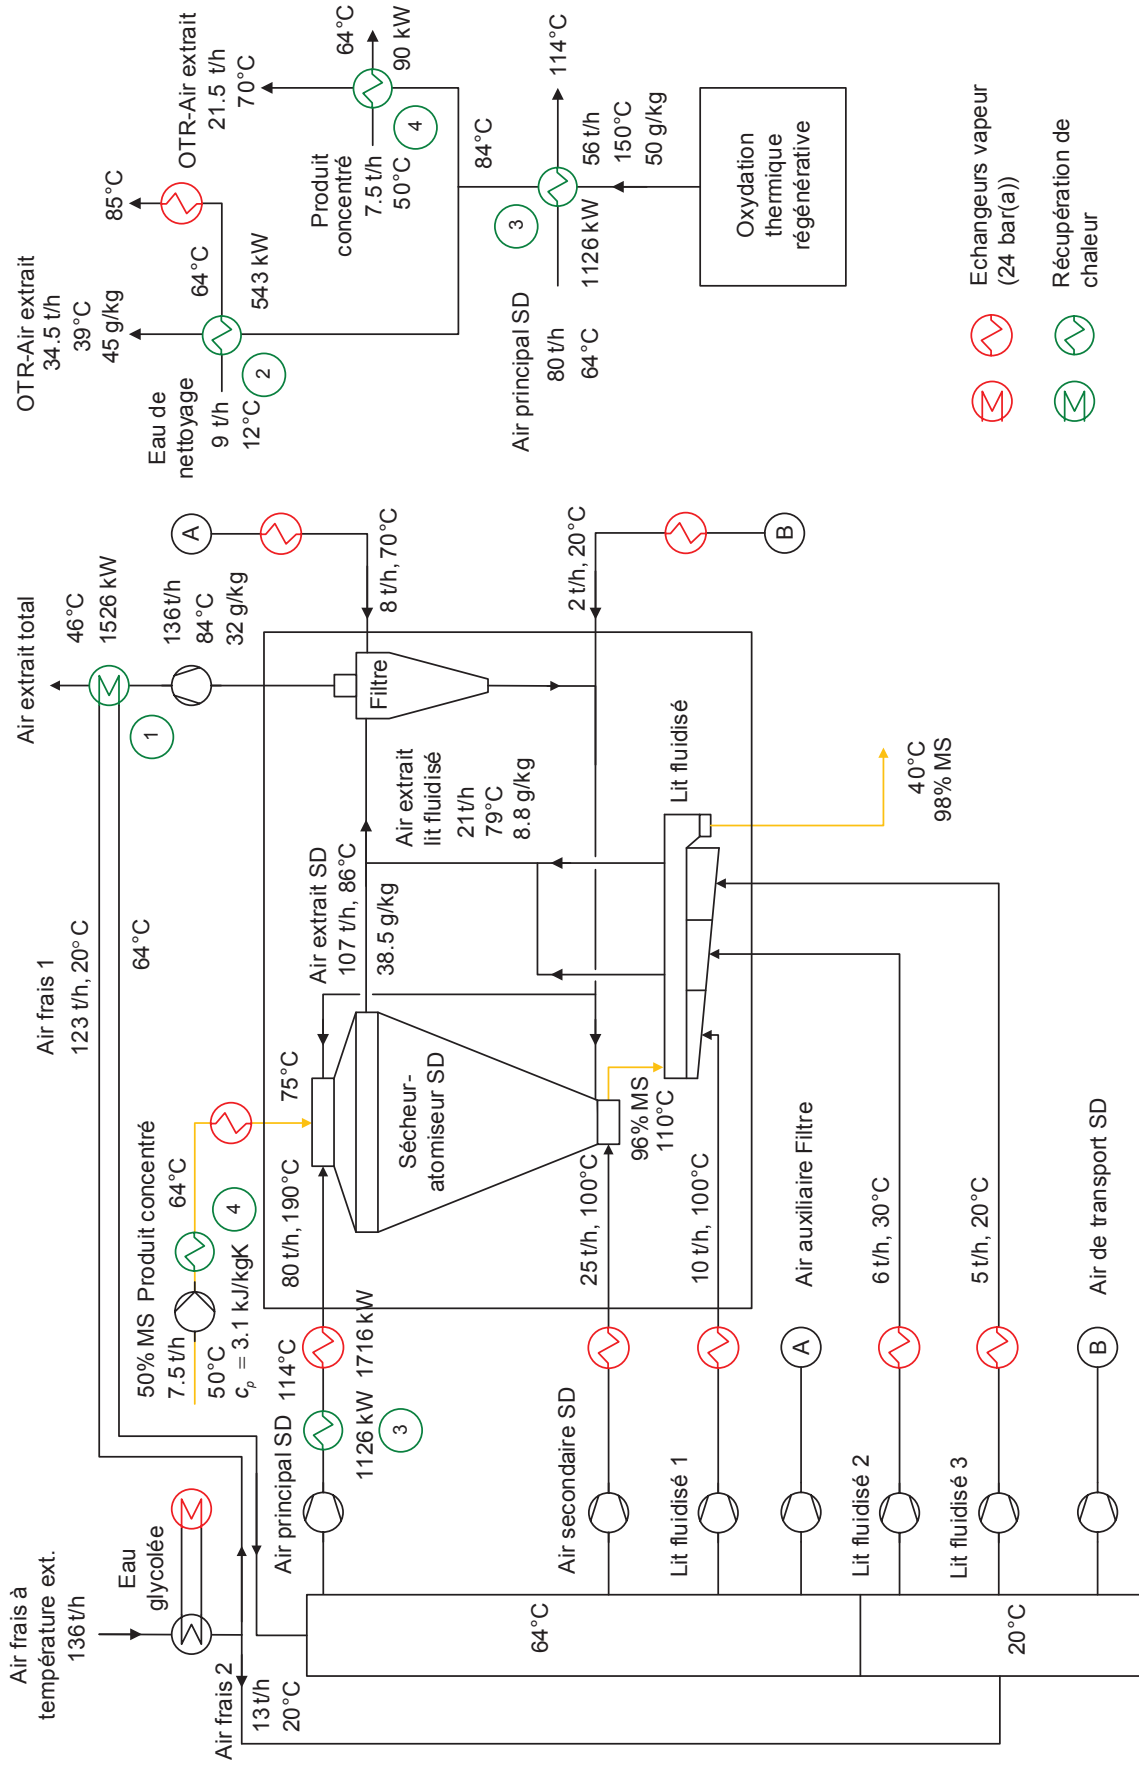 Air frais à
température ext.
136 t/h
Eau
glycolée
Air frais 2
13 t/h
20°C
Air frais 1
123 t/h, 20°C
64°C
Air extrait total
46°C
1526 kW
1
136 t/h
84°C
32 g/kg
A
8 t/h, 70°C
2 t/h, 20°C
B
50% MS Produit concentré
7.5 t/h
50°C
cp = 3.1 kJ/kgK
64°C
4
75°C
Air principal SD
114°C
1126 kW
1716 kW
3
80 t/h, 190°C
Sécheur-
atomiseur SD
Air extrait SD
107 t/h, 86°C
38.5 g/kg
Air extrait
lit fluidisé
21 t/h
79°C
8.8 g/kg
Filtre
Lit fluidisé
40°C
98% MS
96% MS
110°C
Air secondaire SD
25 t/h, 100°C
Lit fluidisé 1
10 t/h, 100°C
A
Air auxiliaire Filtre
Lit fluidisé 2
6 t/h, 30°C
Lit fluidisé 3
5 t/h, 20°C
B
Air de transport SD
64°C
20°C
OTR-Air extrait
34.5 t/h
39°C
45 g/kg
85°C
64°C
543 kW
Eau de
nettoyage
9 t/h
12°C
2
OTR-Air extrait
21.5 t/h
70°C
64°C
90 kW
Produit
concentré
7.5 t/h
50°C
4
84°C
114°C
Air principal SD
80 t/h
64°C
3
1126 kW
56 t/h
150°C
50 g/kg
Oxydation
thermique
régénérative
Echangeurs vapeur
(24 bar(a))
Récupération de
chaleur